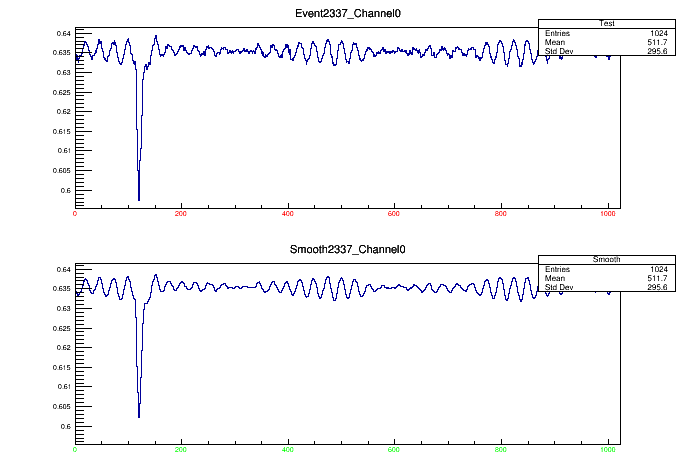 Event2337_Channel0
Test
Entries 1024
Mean 511.7
Std Dev 295.6
0.64
0.635
0.63
0.625
0.62
0.615
0.61
0.605
0.6
0 200 400 600 800 1000
Smooth2337_Channel0
Smooth
Entries 1024
Mean 511.7
Std Dev 295.6
0.64
0.635
0.63
0.625
0.62
0.615
0.61
0.605
0.6
0 200 400 600 800 1000